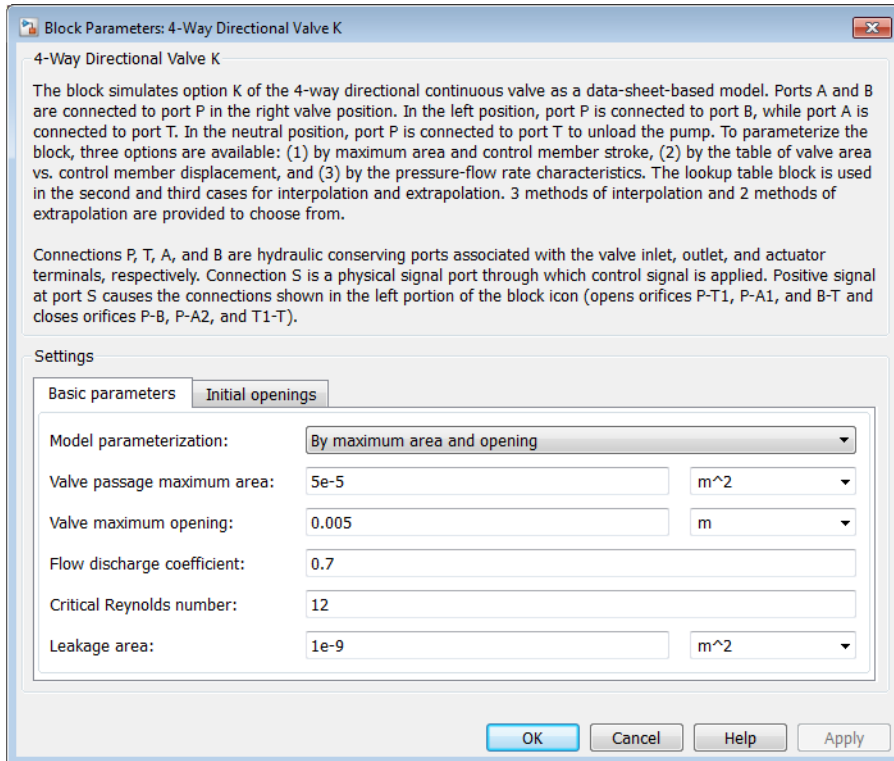 Block Parameters: 4-Way Directional Valve K
4-Way Directional Valve K
The block simulates option K of the 4-way directional continuous valve as a data-sheet-based model. Ports A and B
are connected to port P in the right valve position. In the left position, port P is connected to port B, while port A is
connected to port T. In the neutral position, port P is connected to port T to unload the pump. To parameterize the
block, three options are available: (1) by maximum area and control member stroke, (2) by the table of valve area
vs. control member displacement, and (3) by the pressure-flow rate characteristics. The lookup table block is used
in the second and third cases for interpolation and extrapolation. 3 methods of interpolation and 2 methods of
extrapolation are provided to choose from.
Connections P, T, A, and B are hydraulic conserving ports associated with the valve inlet, outlet, and actuator
terminals, respectively. Connection S is a physical signal port through which control signal is applied. Positive signal
at port S causes the connections shown in the left portion of the block icon (opens orifices P-T1, P-A1, and B-T and
closes orifices P-B, P-A2, and T1-T).
Settings
Basic parameters Initial openings
Model parameterization: By maximum area and opening
Valve passage maximum area: 5e-5 m^2
Valve maximum opening: 0.005 m
Flow discharge coefficient: 0.7
Critical Reynolds number: 12
Leakage area: 1e-9 m^2
OK Cancel Help Apply